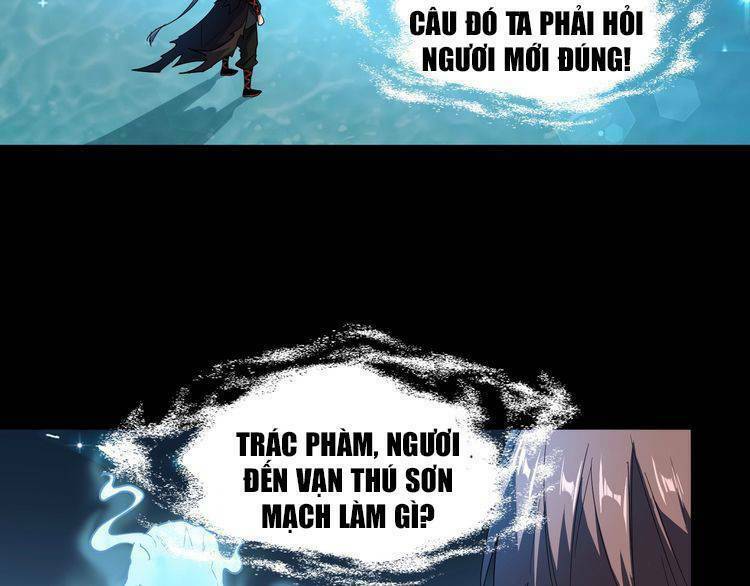 CÂU ĐÓ TA PHẢI HỎI
NGƯƠI MỚI ĐÚNG!
TRÁC PHÀM, NGƯƠI
ĐẾN VẠN THÚ SƠN
MẠCH LÀM GÌ?